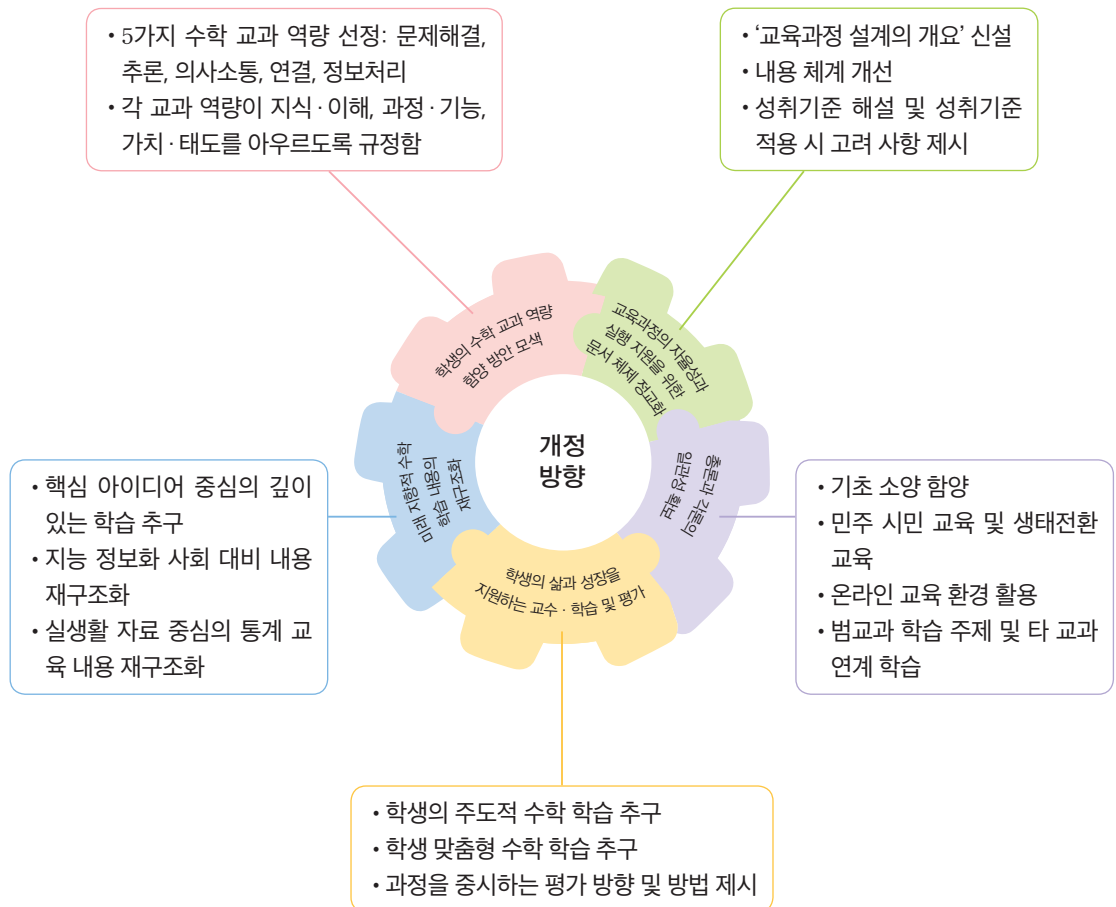 • 5가지 수학 교과 역량 선정: 문제해결,
추론, 의사소통, 연결, 정보처리
• 각 교과 역량이 지식·이해, 과정·기능,
가치·태도를 아우르도록 규정함
• ‘교육과정 설계의 개요’ 신설
• 내용 체계 개선
• 성취기준 해설 및 성취기준
적용 시 고려 사항 제시
학생의 수학 교과 역량
함양 방안 모색
교육과정의 자율성과
실행 지원을 위한
문서 체제 정교화
개정
방향
미래 지향적 수학
학습 내용의
재구조화
총론과 각론의
일관성 확보
학생의 삶과 성장을
지원하는 교수·학습 및 평가
• 핵심 아이디어 중심의 깊이
있는 학습 추구
• 지능 정보화 사회 대비 내용
재구조화
• 실생활 자료 중심의 통계 교
육 내용 재구조화
• 기초 소양 함양
• 민주 시민 교육 및 생태전환
교육
• 온라인 교육 환경 활용
• 범교과 학습 주제 및 타 교과
연계 학습
• 학생의 주도적 수학 학습 추구
• 학생 맞춤형 수학 학습 추구
• 과정을 중시하는 평가 방향 및 방법 제시